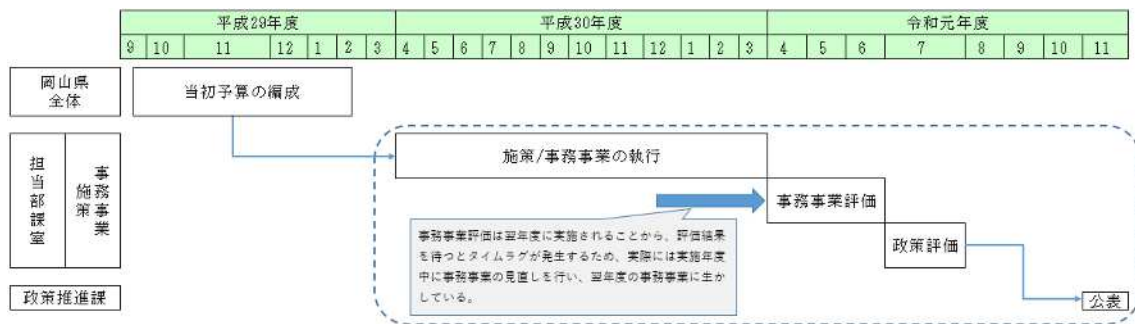 平成29年度 平成30年度 令和元年度
9 10 11 12 1 2 3 4 5 6 7 8 9 10 11 12 1 2 3 4 5 6 7 8 9 10 11
岡山県
全体
当初予算の編成
担当部課室
事務事業
施策
施策/事務事業の執行
事務事業評価
事務事業評価は翌年度に実施されることから、評価結果
を待つとタイムラグが発生するため、実際には実施年度
中に事務事業の見直しを行い、翌年度の事務事業に生か
している。
政策評価
政策推進課
公表